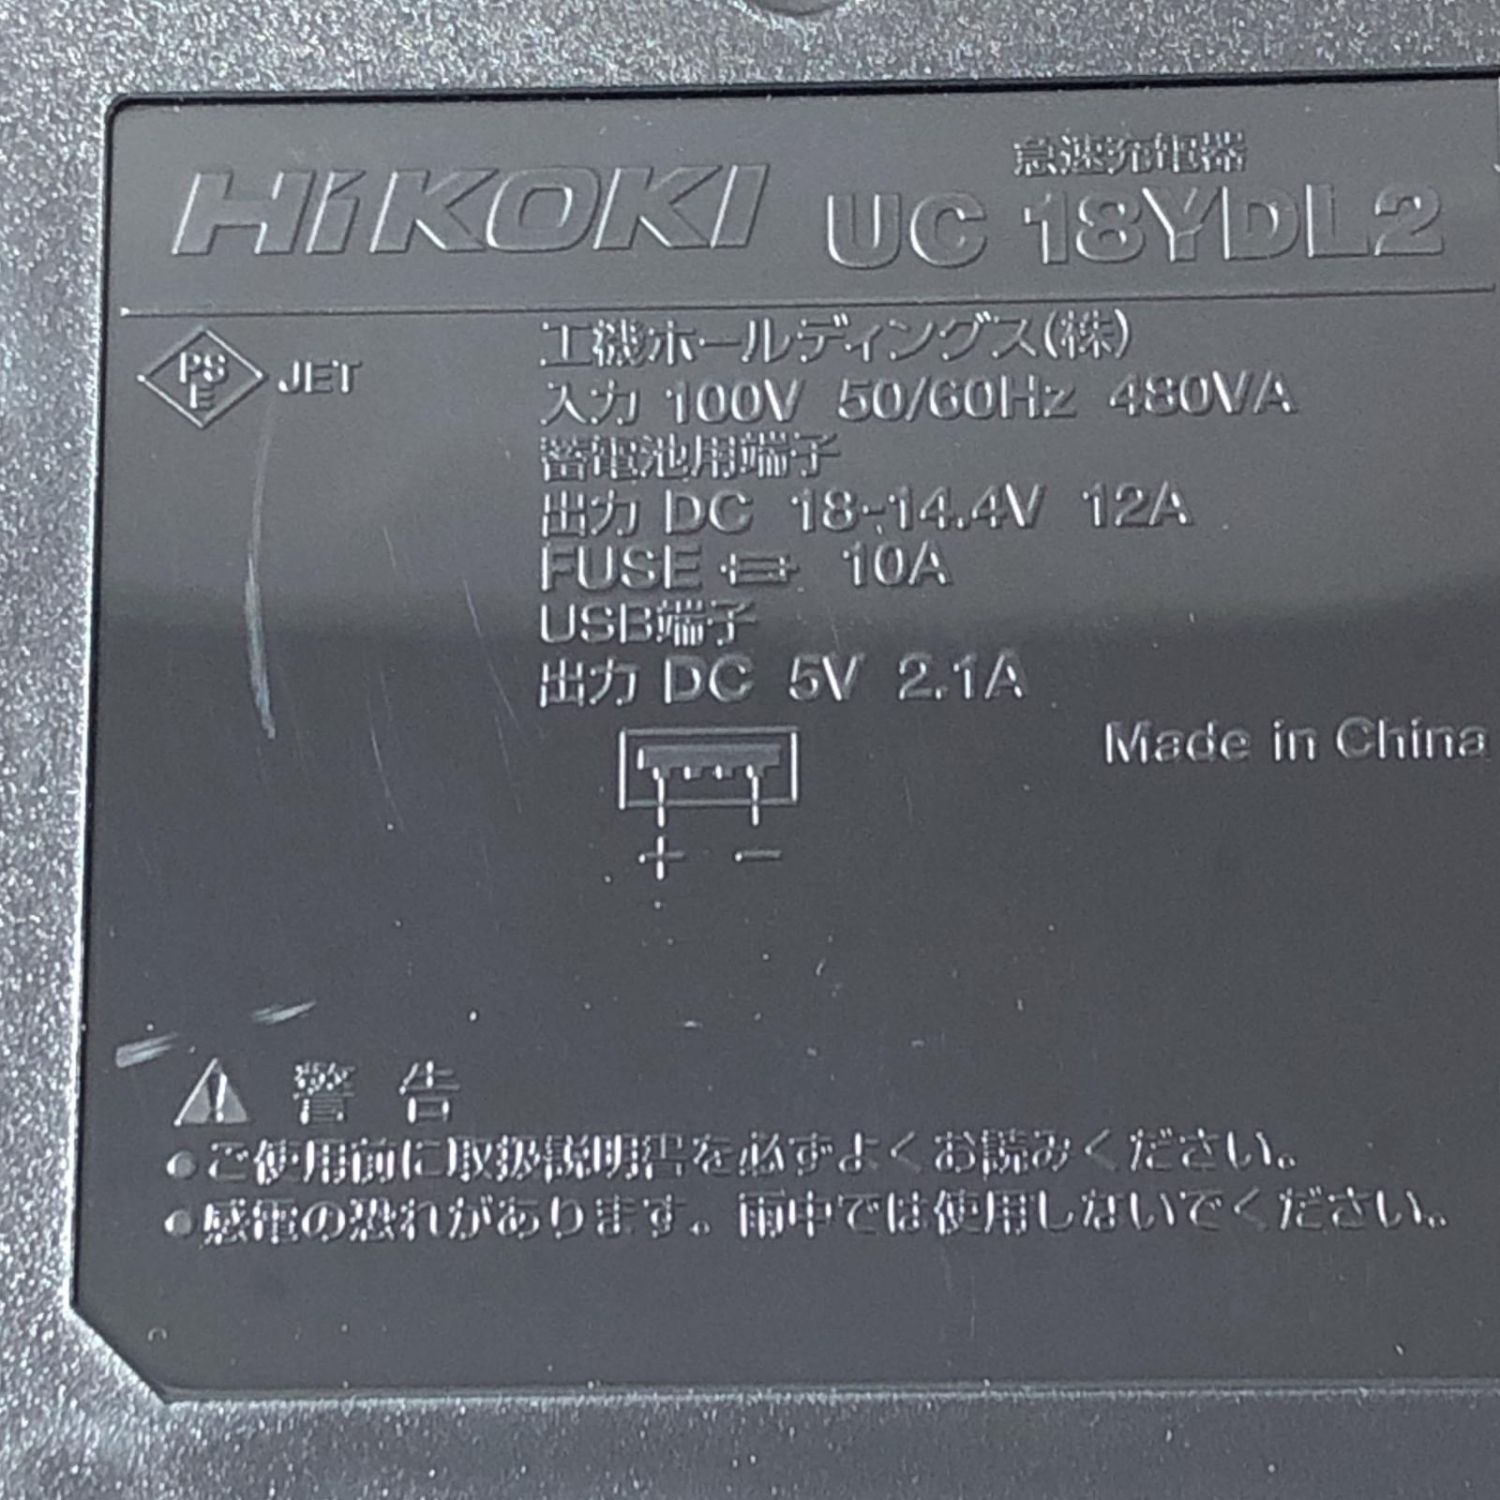 HiKOKI 急速充電器
UC 18YDL2
PSE JET
工機ホールディングス(株)
入力 100V 50/60Hz 480VA
蓄電池用端子
出力 DC 18-14.4V 12A
FUSE 10A
USB端子
出力 DC 5V 2.1A
Made in China
+ −
警告
●ご使用前に取扱説明書を必ずよくお読みください。
●感電の恐れがあります。雨中では使用しないでください。